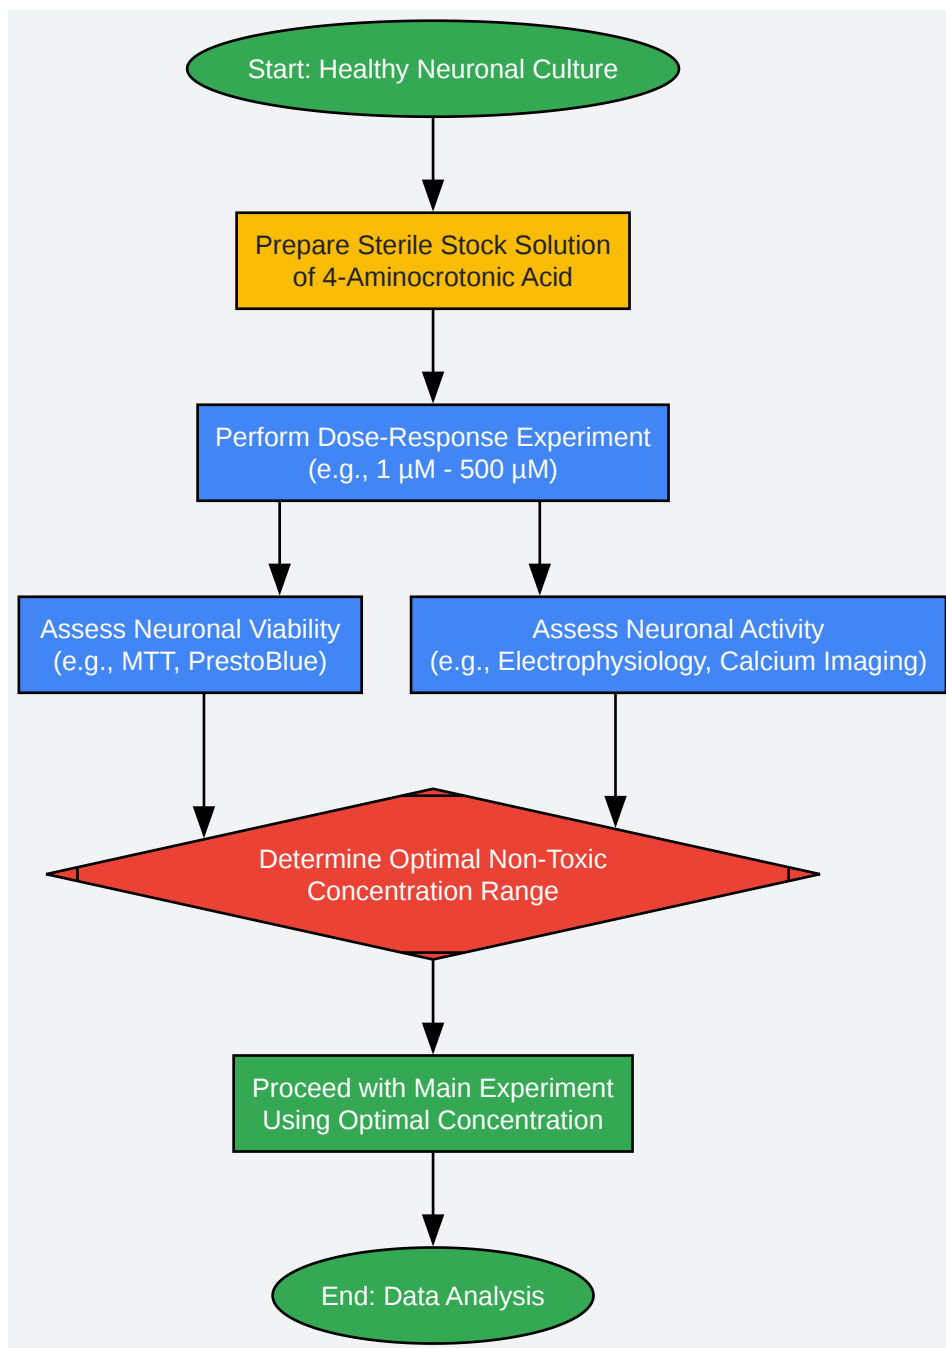 Start: Healthy Neuronal Culture
Prepare Sterile Stock Solution
of 4-Aminocrotonic Acid
Perform Dose-Response Experiment
(e.g., 1 µM - 500 µM)
Assess Neuronal Viability
(e.g., MTT, PrestoBlue)
Assess Neuronal Activity
(e.g., Electrophysiology, Calcium Imaging)
Determine Optimal Non-Toxic
Concentration Range
Proceed with Main Experiment
Using Optimal Concentration
End: Data Analysis